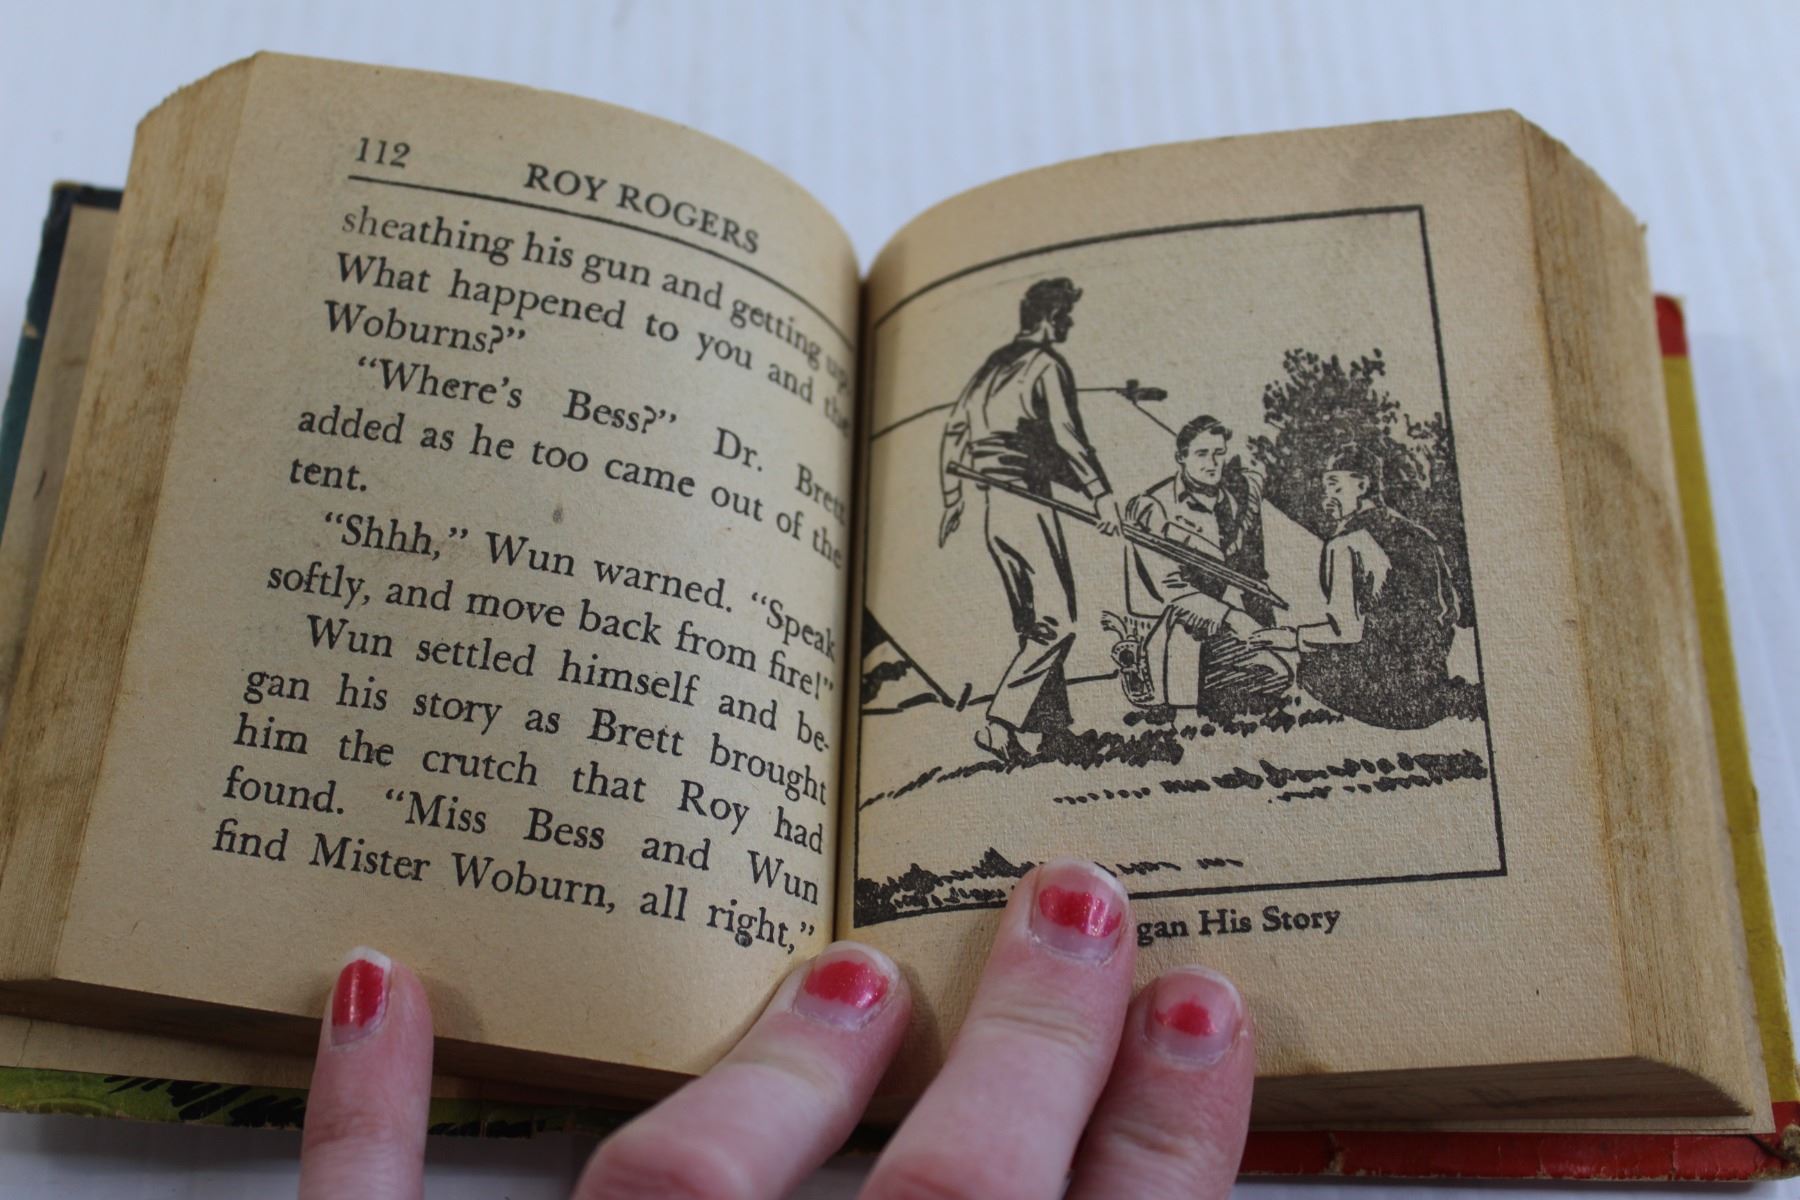 112 ROY ROGERS
sheathing his gun and getting up.
What happened to you and the
Woburns?”
“Where’s Bess?” Dr. Brett
added as he too came out of the
tent.
“Shhh,” Wun warned. “Speak
softly, and move back from fire!”
Wun settled himself and be-
gan his story as Brett brought
him the crutch that Roy had
found. “Miss Bess and Wun
find Mister Woburn, all right,”
gan His Story